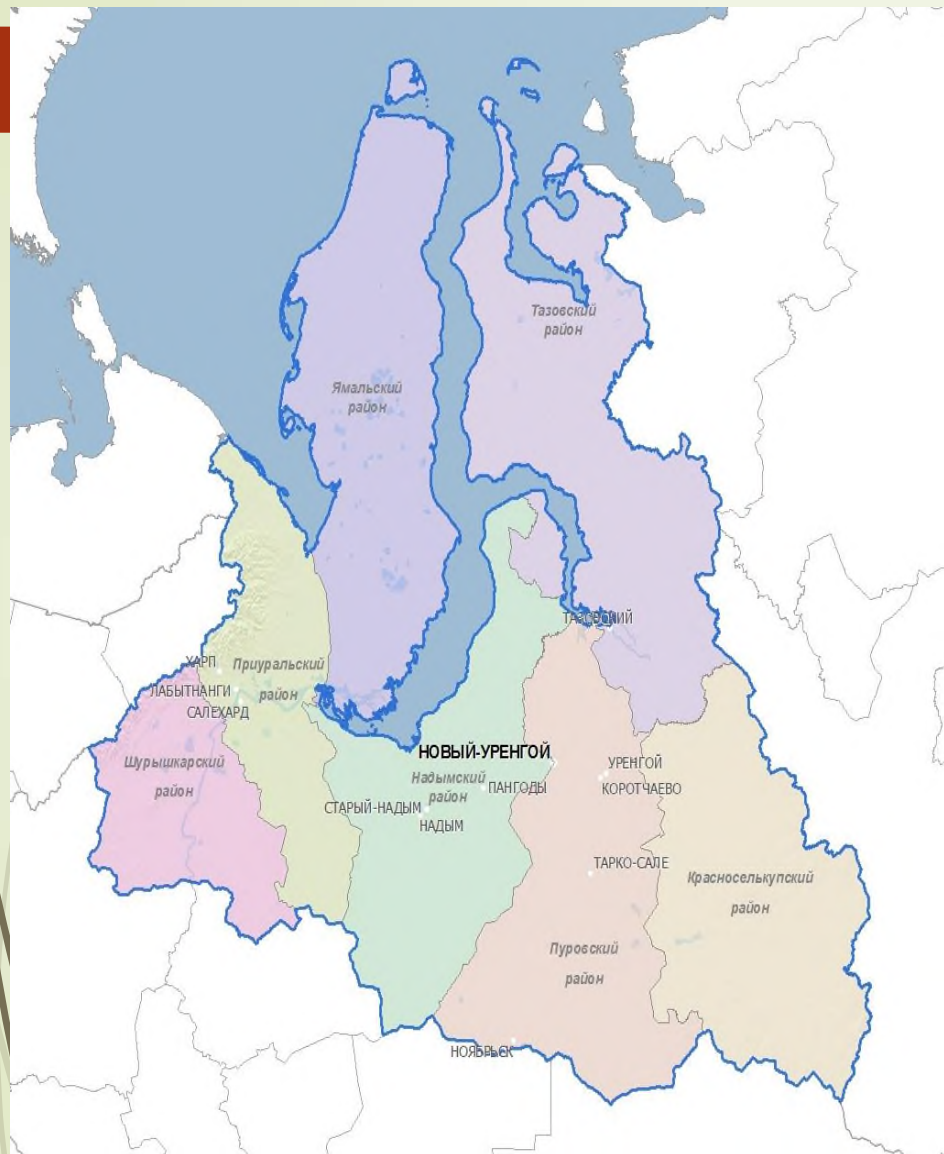 Тазовский
район
Ямальский
район
ТАЗОВСКИЙ
ХАРП
Приуральский
район
ЛАБЫТНАНГИ
САЛЕХАРД
Шурышкарский
район
НОВЫЙ-УРЕНГОЙ
Надымский
район
ПАНГОДЫ
УРЕНГОЙ
КОРОТЧАЕВО
СТАРЫЙ-НАДЫМ
НАДЫМ
ТАРКО-САЛЕ
Красноселькупский
район
Пуровский
район
НОЯБРЬСК